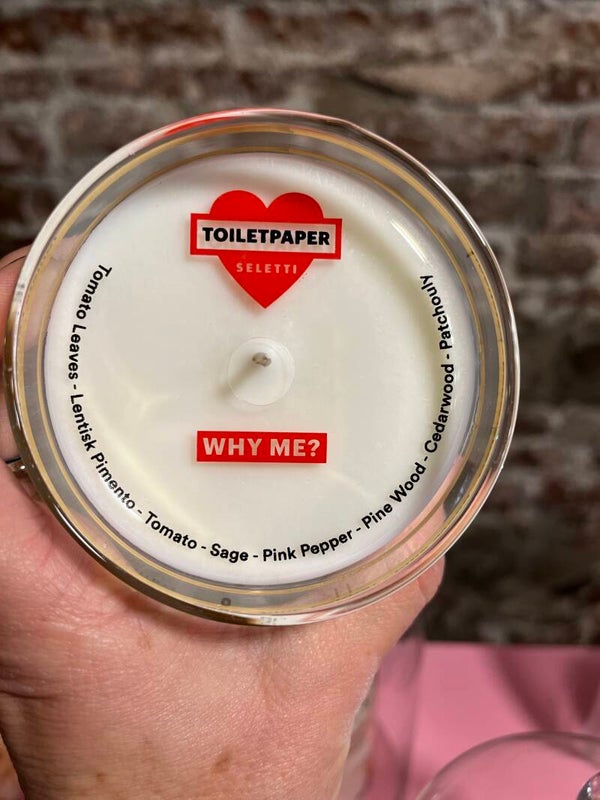 TOILETPAPER
SELETTI
WHY ME?
Tomato Leaves - Lentisk Pimento - Tomato - Sage - Pink Pepper - Pine Wood - Cedarwood - Patchouly